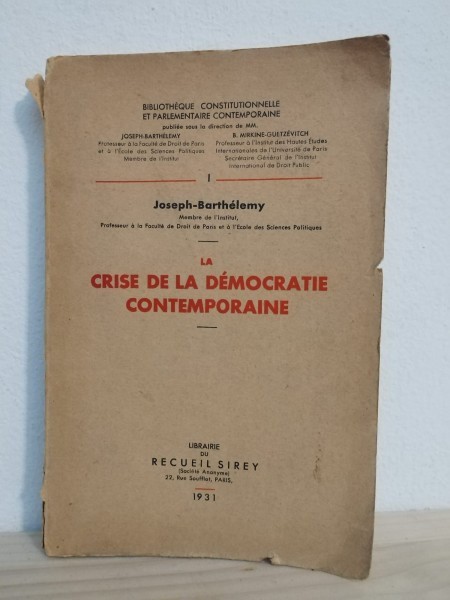 BIBLIOTHÈQUE CONSTITUTIONNELLE
ET PARLEMENTAIRE CONTEMPORAINE
publiée sous la direction de MM.
JOSEPH-BARTHÉLEMY
Professeur à la Faculté de Droit de Paris
et à l'École des Sciences Politiques
Membre de l'Institut
B. MIRKINE-GUETZÉVITCH
Professeur à l'Institut des Hautes Études
Internationales de l'Université de Paris
Secrétaire Général de l'Institut
International de Droit Public
I
Joseph-Barthélemy
Membre de l'Institut,
Professeur à la Faculté de Droit de Paris et à l'Ecole des Sciences Politiques
LA
CRISE DE LA DÉMOCRATIE
CONTEMPORAINE
LIBRAIRIE
DU
RECUEIL SIREY
(Société Anonyme)
22, Rue Soufflot, PARIS,
1931